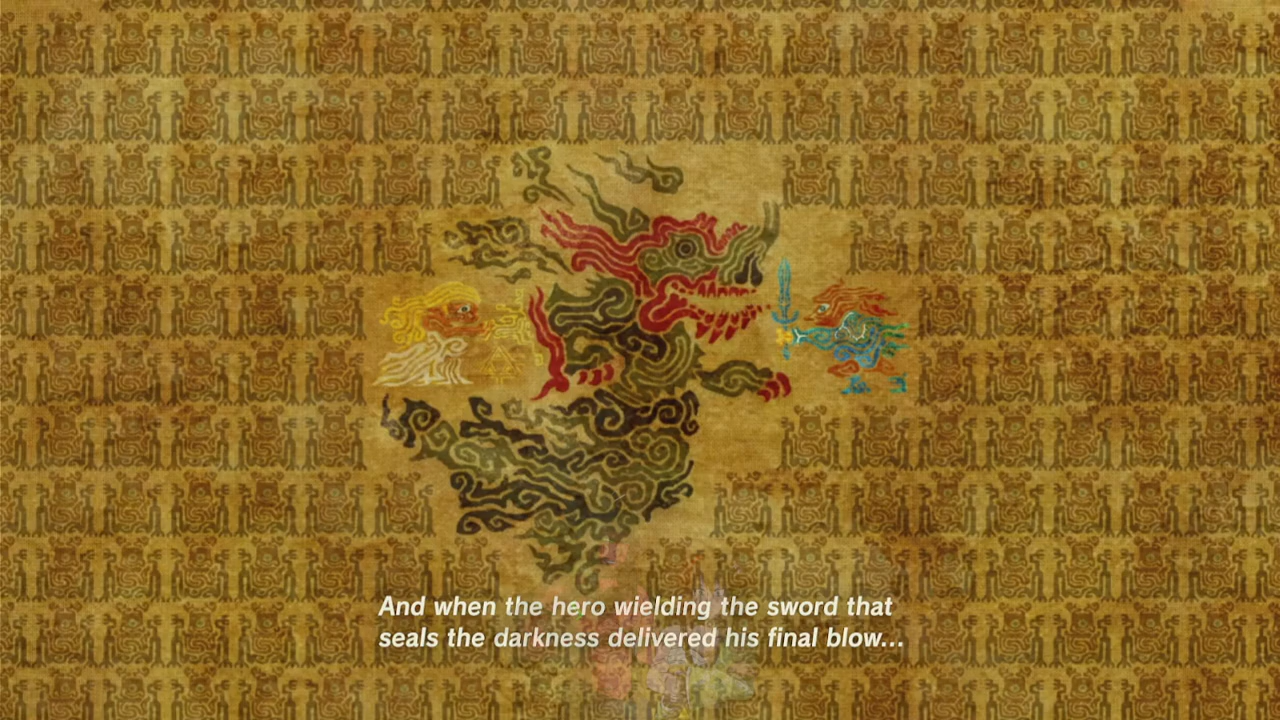 And when the hero wielding the sword that
seals the darkness delivered his final blow...